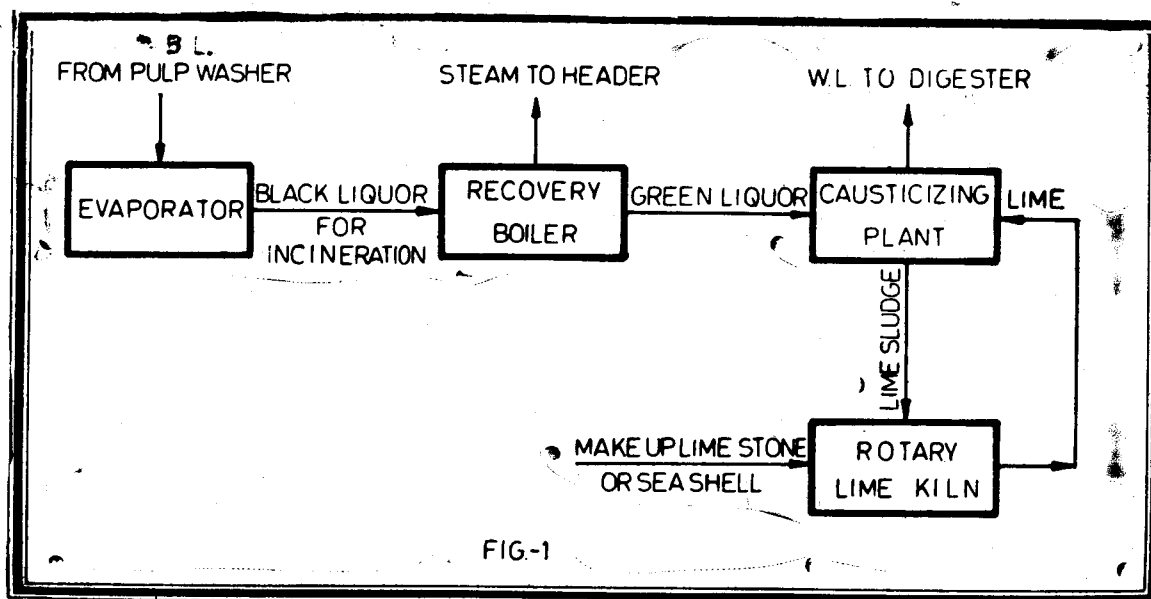 B L.
FROM PULP WASHER
STEAM TO HEADER
W.L. TO DIGESTER
EVAPORATOR
BLACK LIQUOR
FOR
INCINERATION
RECOVERY
BOILER
GREEN LIQUOR
CAUSTICIZING
PLANT
LIME
LIME SLUDGE
MAKE UP LIME STONE
OR SEA SHELL
ROTARY
LIME KILN
FIG.-1